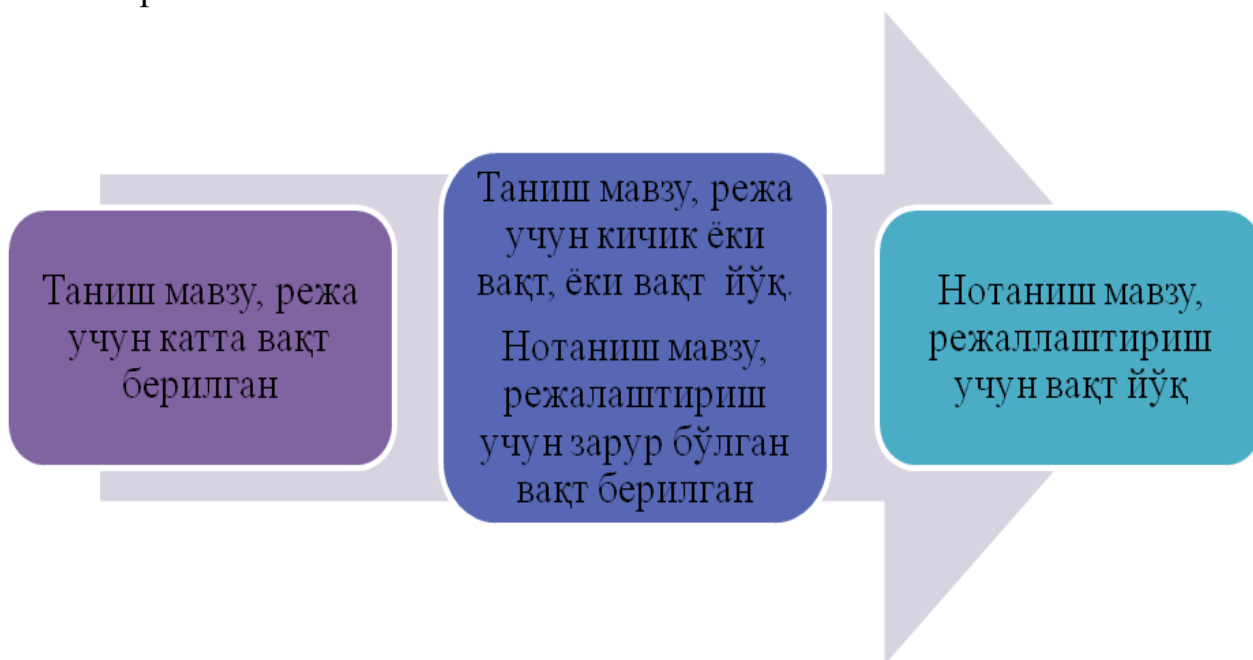 Таниш мавзу, режа
учун катта вақт
берилган
Таниш мавзу, режа
учун кичик ёки
вақт, ёки вақт йўқ.
Нотаниш мавзу,
режалаштириш
учун зарур бўлган
вақт берилган
Нотаниш мавзу,
режаллаштириш
учун вақт йўқ